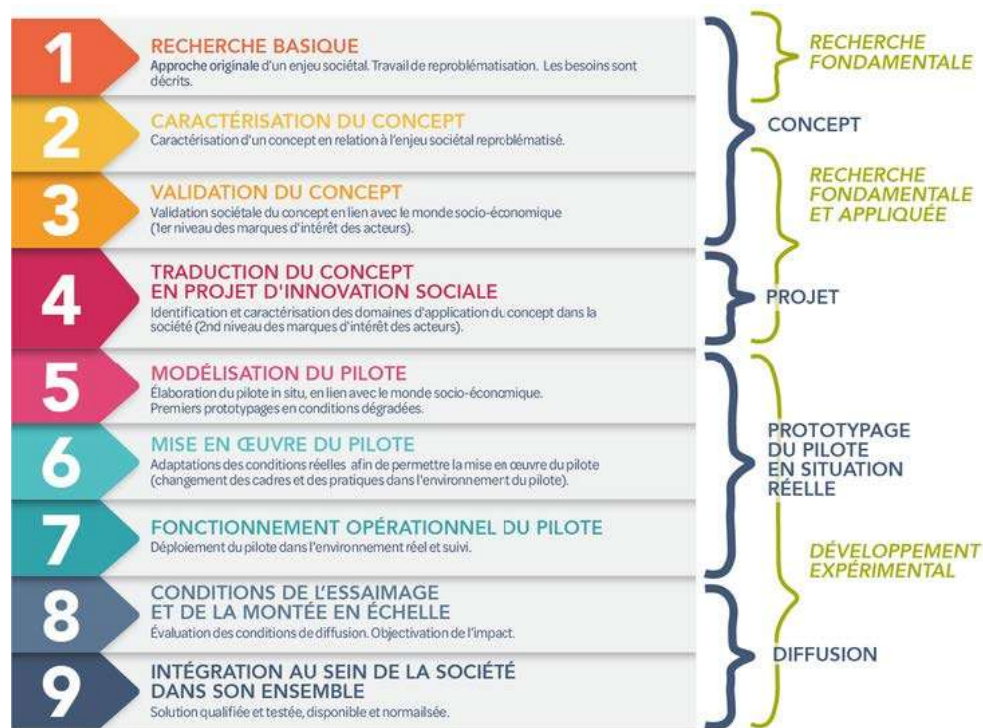 1
RECHERCHE BASIQUE
Approche originale d'un enjeu sociétal. Travail de reproblématisation. Les besoins sont
décrits.
2
CARACTÉRISATION DU CONCEPT
Caractérisation d'un concept en relation à l'enjeu sociétal reproblématisé.
3
VALIDATION DU CONCEPT
Validation sociétale du concept en lien avec le monde socio-économique
(1er niveau des marques d'intérêt des acteurs).
4
TRADUCTION DU CONCEPT
EN PROJET D'INNOVATION SOCIALE
Identification et caractérisation des domaines d'application du concept dans la
société (2nd niveau des marques d'intérêt des acteurs).
5
MODÉLISATION DU PILOTE
Élaboration du pilote in situ, en lien avec le monde socio-économique.
Premiers prototypages en conditions dégradées.
6
MISE EN ŒUVRE DU PILOTE
Adaptations des conditions réelles afin de permettre la mise en œuvre du pilote
(changement des cadres et des pratiques dans l'environnement du pilote).
7
FONCTIONNEMENT OPÉRATIONNEL DU PILOTE
Déploiement du pilote dans l'environnement réel et suivi.
8
CONDITIONS DE L'ESSAIMAGE
ET DE LA MONTÉE EN ÉCHELLE
Évaluation des conditions de diffusion. Objectivation de l'impact.
9
INTÉGRATION AU SEIN DE LA SOCIÉTÉ
DANS SON ENSEMBLE
Solution qualifiée et testée, disponible et normailsée.
CONCEPT
PROJET
PROTOTYPAGE
DU PILOTE
EN SITUATION
RÉELLE
DIFFUSION
RECHERCHE
FONDAMENTALE
RECHERCHE
FONDAMENTALE
ET APPLIQUÉE
DÉVELOPPEMENT
EXPÉRIMENTAL